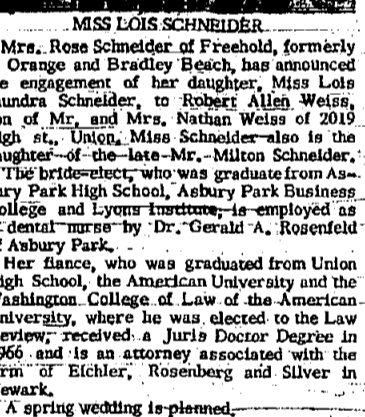 MISS LOIS SCHNEIDER
Mrs. Rose Schneider of Freehold, formerly
Orange and Bradley Beach, has announced
e engagement of her daughter, Miss Lois
undra Schneider, to Robert Allen Weiss,
on of Mr. and Mrs. Nathan Weiss of 2019
igh st., Union. Miss Schneider also is the
aughter of the late Mr. Milton Schneider.
The bride-elect, who was graduate from As-
ury Park High School, Asbury Park Business
ollege and Lyons Institute, is employed as
dental nurse by Dr. Gerald A. Rosenfeld
f Asbury Park.
Her fiance, who was graduated from Union
igh School, the American University and the
ashington College of Law of the American
niversity, where he was elected to the Law
eview, received a Juris Doctor Degree in
966 and is an attorney associated with the
irm of Eichler, Rosenberg and Silver in
ewark.
A spring wedding is planned.